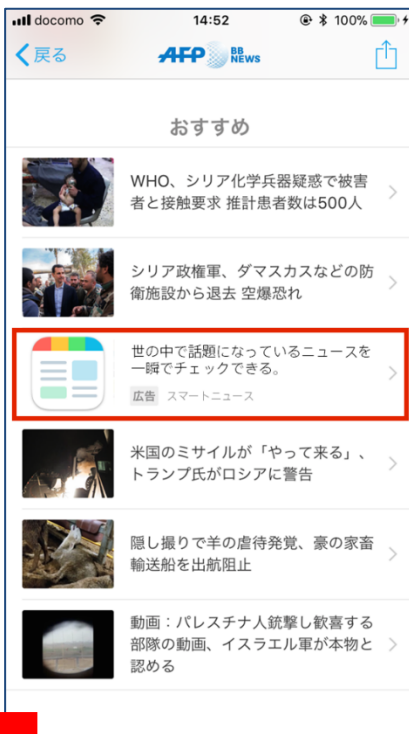 docomo 14:52 100%
戻る AFP BB NEWS
おすすめ
WHO、シリア化学兵器疑惑で被害
者と接触要求 推計患者数は500人
シリア政権軍、ダマスカスなどの防
衛施設から退去 空爆恐れ
世の中で話題になっているニュースを
一瞬でチェックできる。
広告 スマートニュース
米国のミサイルが「やって来る」、
トランプ氏がロシアに警告
隠し撮りで羊の虐待発覚、豪の家畜
輸送船を出航阻止
動画：パレスチナ人銃撃し歓喜する
部隊の動画、イスラエル軍が本物と
認める